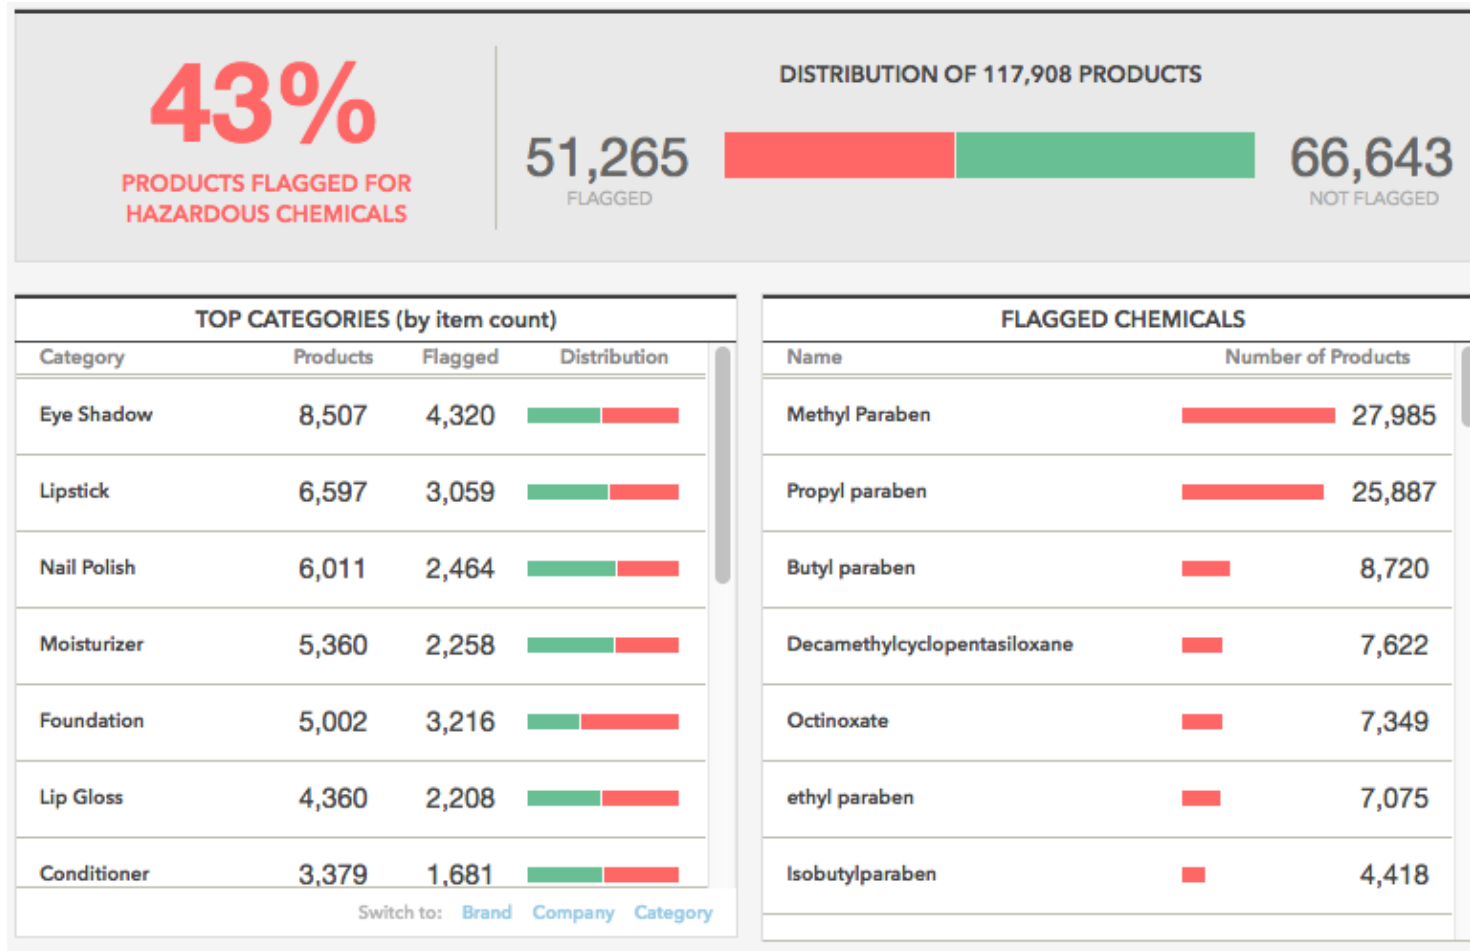 43%
PRODUCTS FLAGGED FOR
HAZARDOUS CHEMICALS
DISTRIBUTION OF 117,908 PRODUCTS
51,265
FLAGGED
66,643
NOT FLAGGED
TOP CATEGORIES (by item count)
Category Products Flagged Distribution
Eye Shadow 8,507 4,320
Lipstick 6,597 3,059
Nail Polish 6,011 2,464
Moisturizer 5,360 2,258
Foundation 5,002 3,216
Lip Gloss 4,360 2,208
Conditioner 3,379 1,681
Switch to: Brand Company Category
FLAGGED CHEMICALS
Name Number of Products
Methyl Paraben 27,985
Propyl paraben 25,887
Butyl paraben 8,720
Decamethylcyclopentasiloxane 7,622
Octinoxate 7,349
ethyl paraben 7,075
Isobutylparaben 4,418